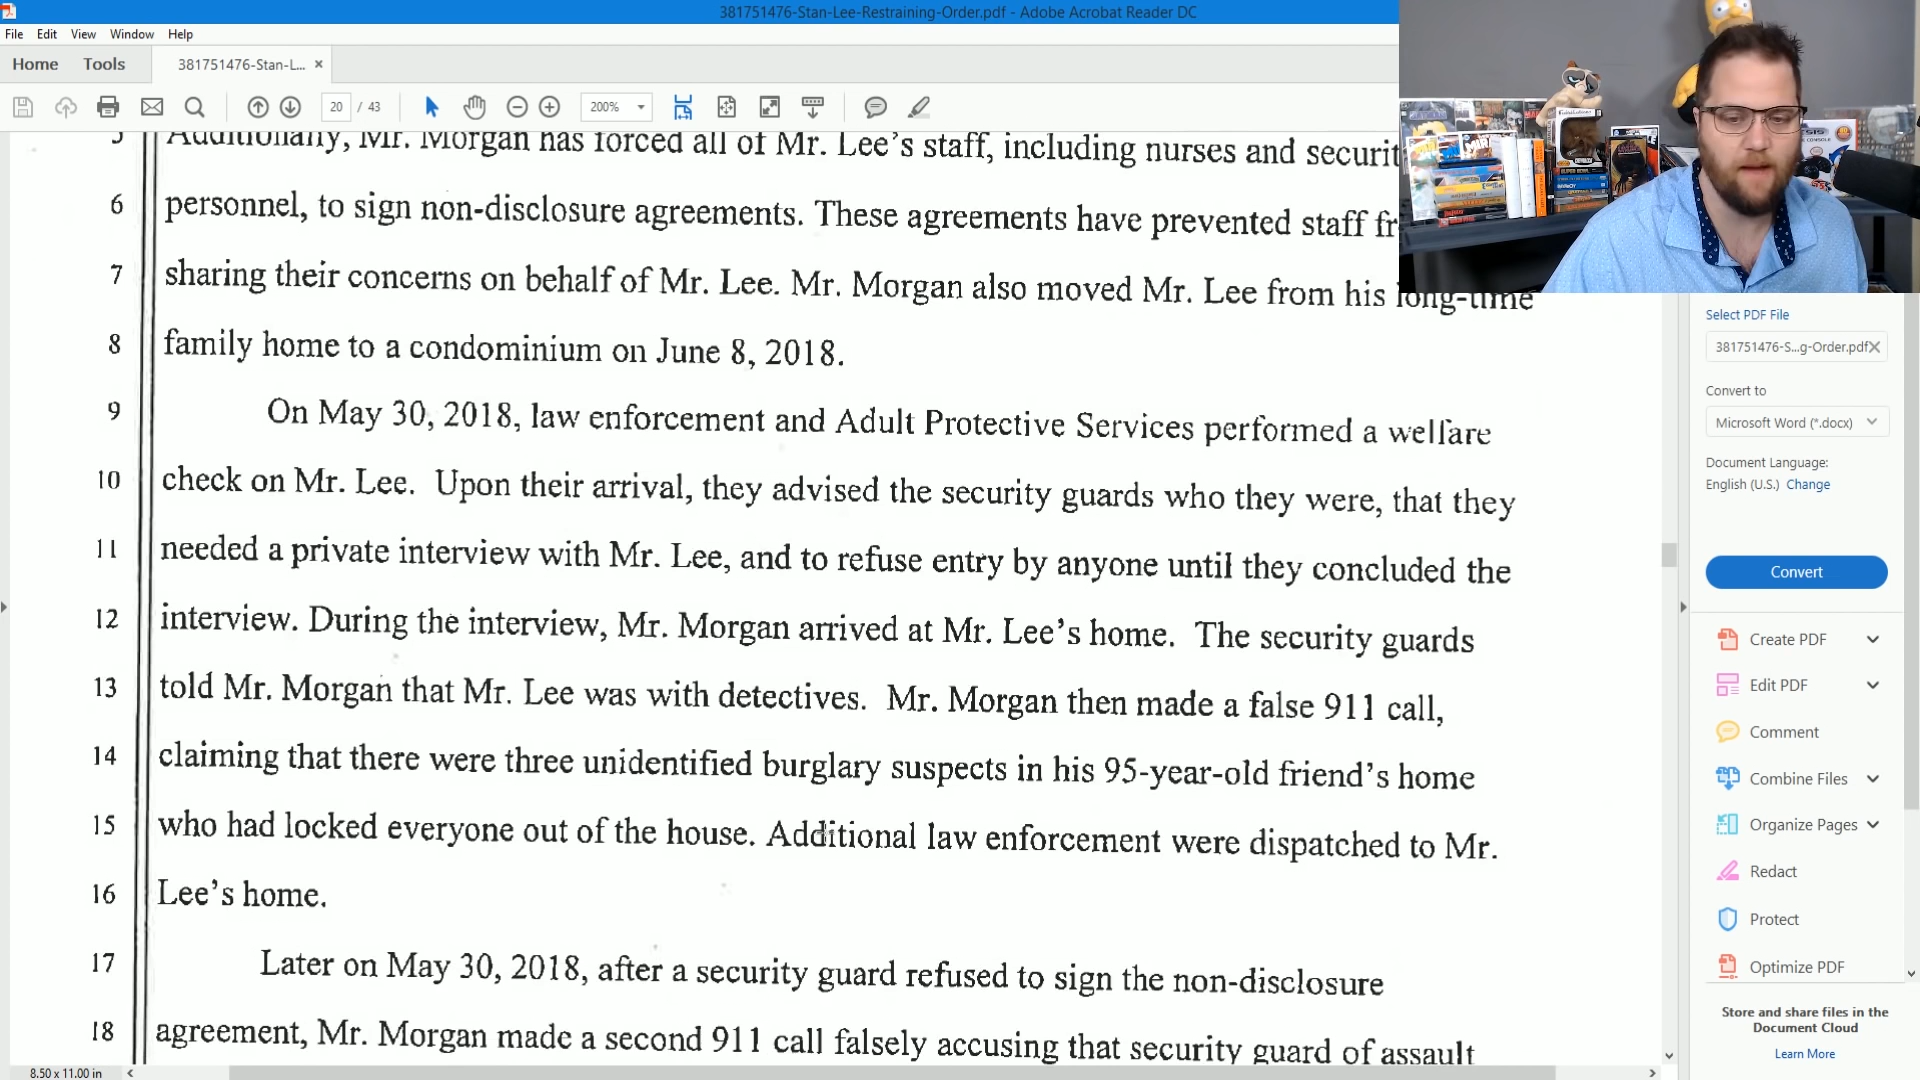 381751476-Stan-Lee-Restraining-Order.pdf - Adobe Acrobat Reader DC
File Edit View Window Help
Home Tools 381751476-Stan-L... ×
20 / 43 200%
5 Additionally, Mr. Morgan has forced all of Mr. Lee's staff, including nurses and securit
6 personnel, to sign non-disclosure agreements. These agreements have prevented staff fr
7 sharing their concerns on behalf of Mr. Lee. Mr. Morgan also moved Mr. Lee from his long-time
8 family home to a condominium on June 8, 2018.
9 On May 30, 2018, law enforcement and Adult Protective Services performed a welfare
10 check on Mr. Lee. Upon their arrival, they advised the security guards who they were, that they
11 needed a private interview with Mr. Lee, and to refuse entry by anyone until they concluded the
12 interview. During the interview, Mr. Morgan arrived at Mr. Lee's home. The security guards
13 told Mr. Morgan that Mr. Lee was with detectives. Mr. Morgan then made a false 911 call,
14 claiming that there were three unidentified burglary suspects in his 95-year-old friend's home
15 who had locked everyone out of the house. Additional law enforcement were dispatched to Mr.
16 Lee's home.
17 Later on May 30, 2018, after a security guard refused to sign the non-disclosure
18 agreement, Mr. Morgan made a second 911 call falsely accusing that security guard of assault
8.50 x 11.00 in
Select PDF File
381751476-S...g-Order.pdf
Convert to
Microsoft Word (*.docx)
Document Language:
English (U.S.) Change
Convert
Create PDF
Edit PDF
Comment
Combine Files
Organize Pages
Redact
Protect
Optimize PDF
Store and share files in the
Document Cloud
Learn More